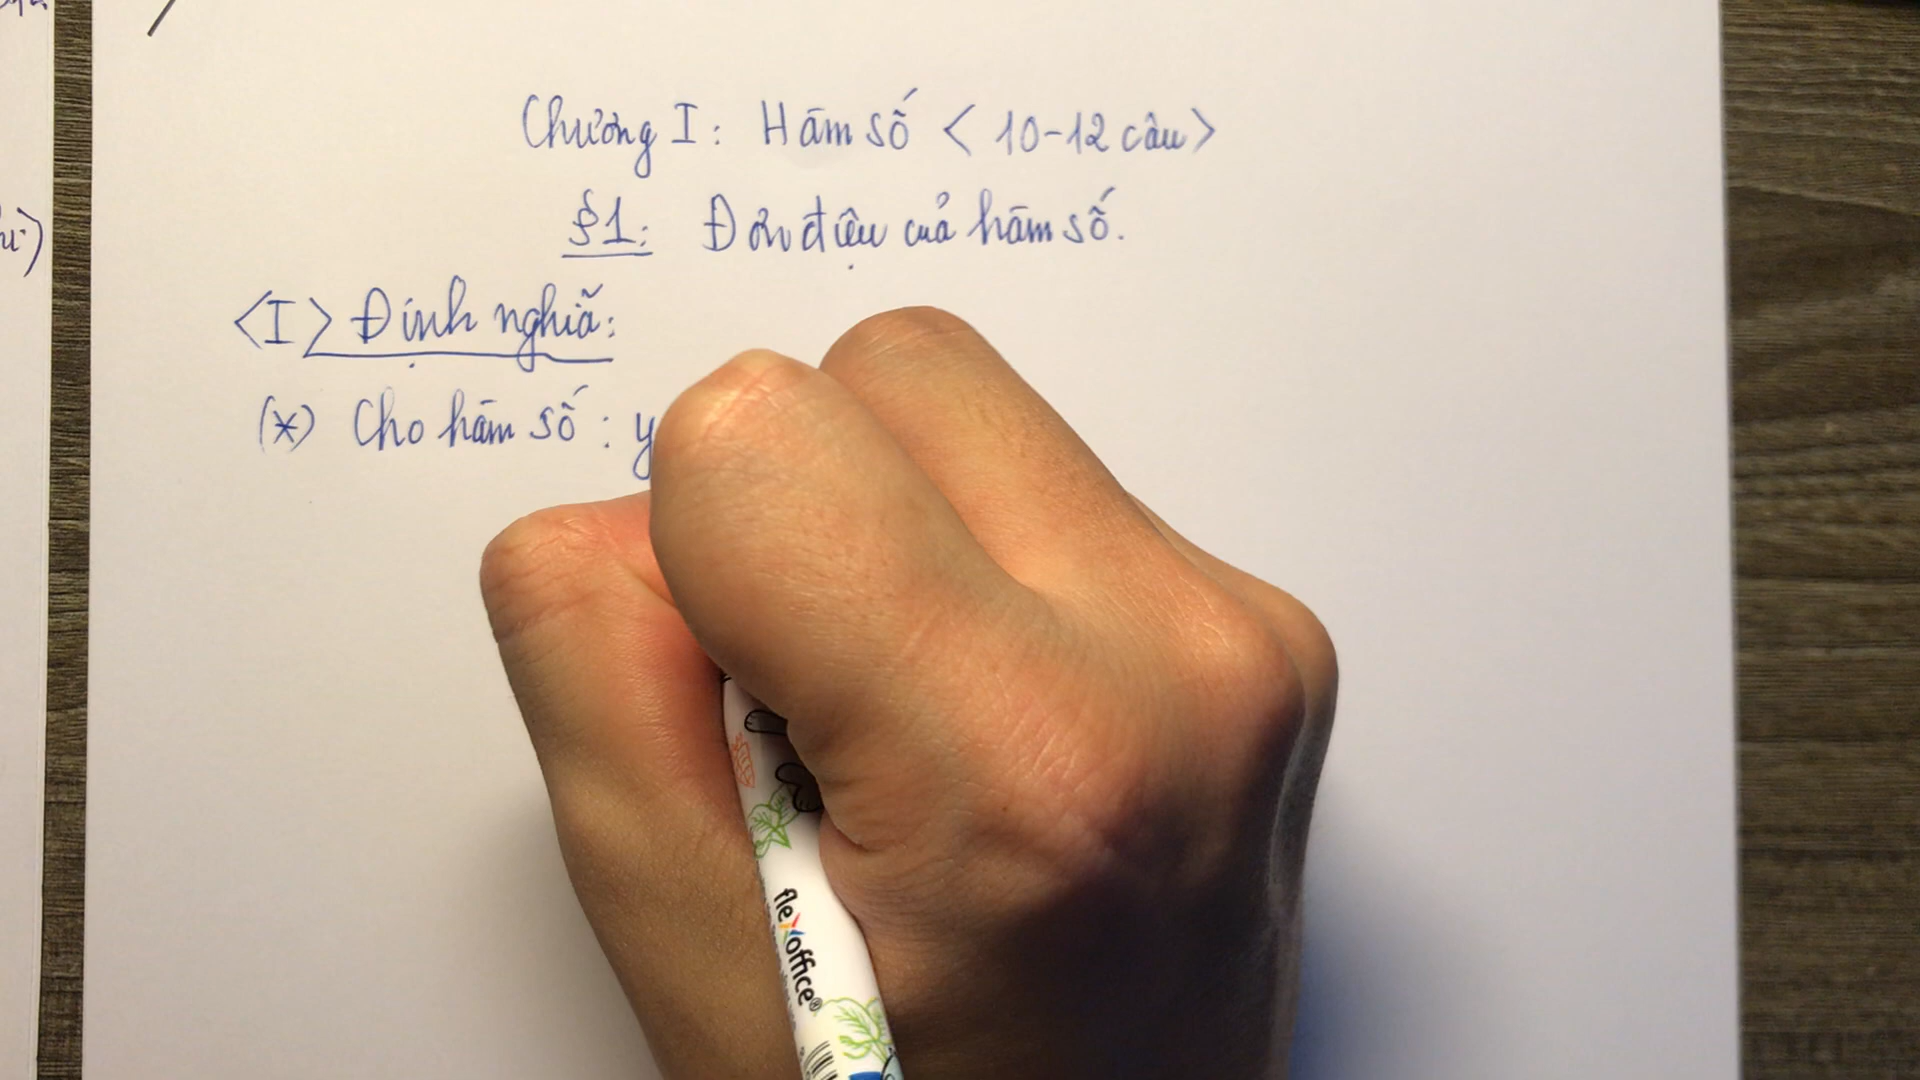 Chương I: Hàm số < 10-12 câu>
§1: Đơn điệu của hàm số.
<I> Định nghĩa:
(*) Cho hàm số : y
flexoffice®